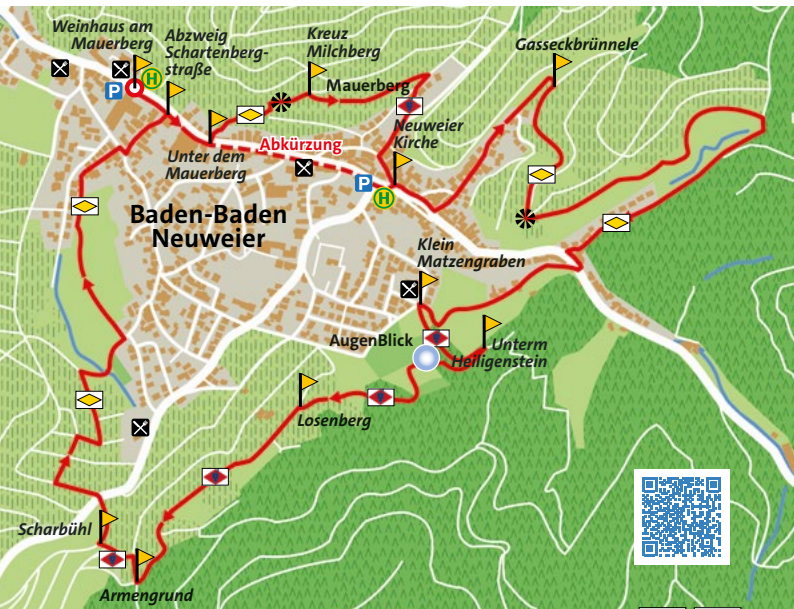 Weinhaus am
Mauerberg
Abzweig
Schartenberg-
straße
Kreuz
Milchberg
Gasseckbrünnele
H
P
Mauerberg
Neuweier
Kirche
Unter dem
Mauerberg
Abkürzung
P
H
Baden-Baden
Neuweier
Klein
Matzengraben
AugenBlick
Unterm
Heiligenstein
Losenberg
Scharbühl
Armengrund